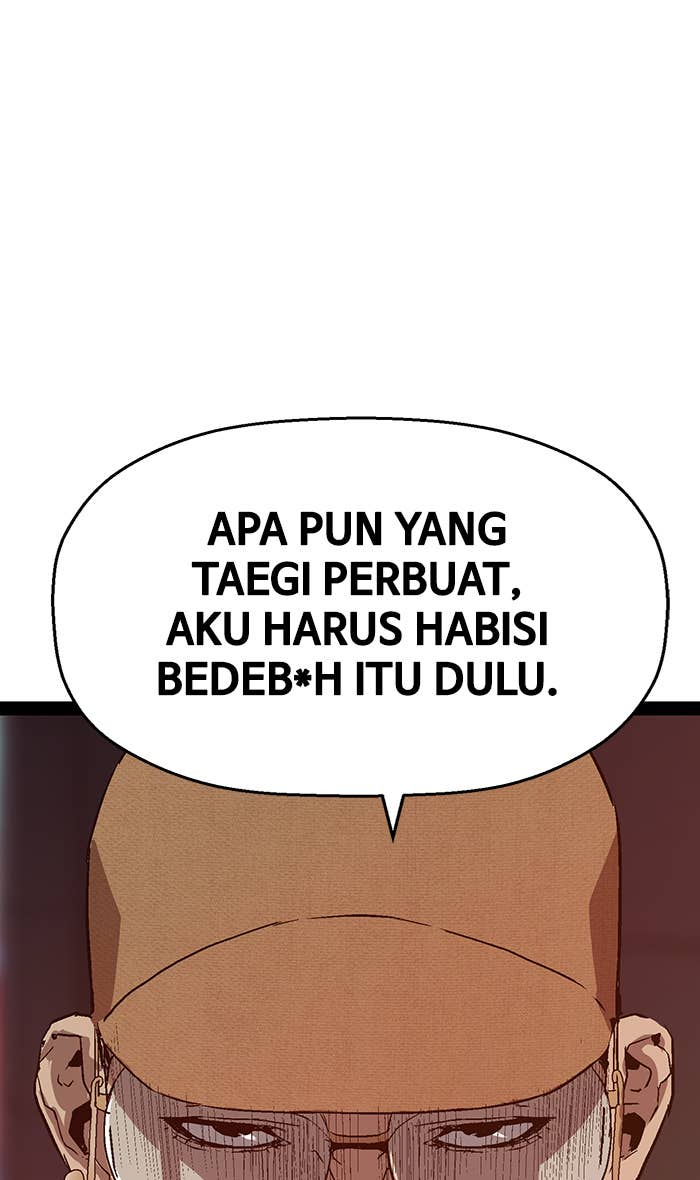 APA PUN YANG
TAEGI PERBUAT,
AKU HARUS HABISI
BEDEB*H ITU DULU.